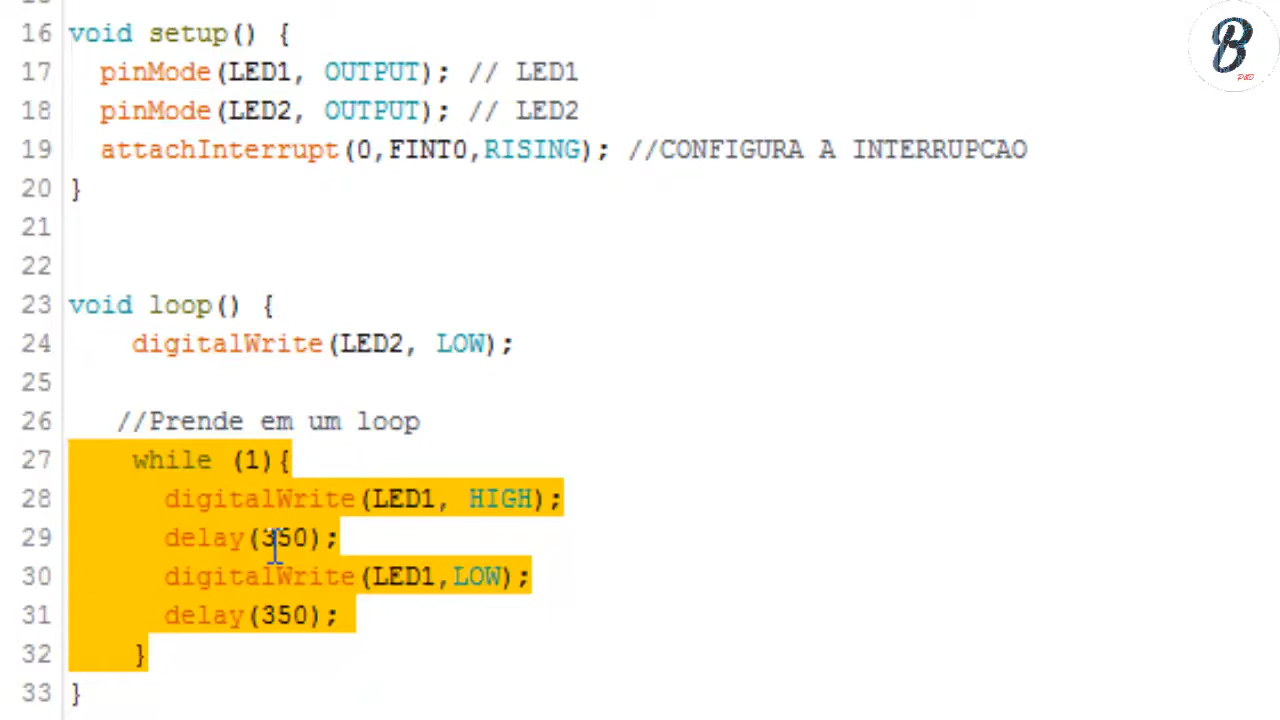 16 void setup() {
17 pinMode(LED1, OUTPUT); // LED1
18 pinMode(LED2, OUTPUT); // LED2
19 attachInterrupt(0,FINT0,RISING); //CONFIGURA A INTERRUPCAO
20 }
21
22
23 void loop() {
24 digitalWrite(LED2, LOW);
25
26 //Prende em um loop
27 while (1){
28 digitalWrite(LED1, HIGH);
29 delay(350);
30 digitalWrite(LED1,LOW);
31 delay(350);
32 }
33 }
B